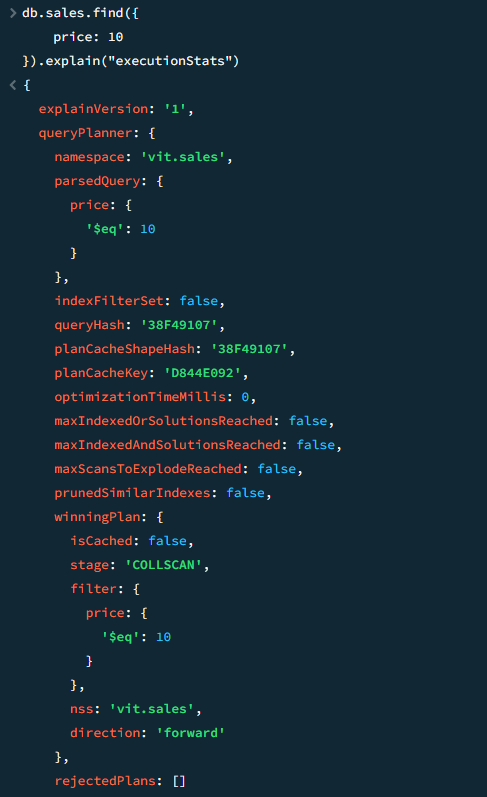 db.sales.find({
    price: 10
}).explain("executionStats")
{
  explainVersion: '1',
  queryPlanner: {
    namespace: 'vit.sales',
    parsedQuery: {
      price: {
        '$eq': 10
      }
    },
    indexFilterSet: false,
    queryHash: '38F49107',
    planCacheShapeHash: '38F49107',
    planCacheKey: 'D844E092',
    optimizationTimeMillis: 0,
    maxIndexedOrSolutionsReached: false,
    maxIndexedAndSolutionsReached: false,
    maxScansToExplodeReached: false,
    prunedSimilarIndexes: false,
    winningPlan: {
      isCached: false,
      stage: 'COLLSCAN',
      filter: {
        price: {
          '$eq': 10
        }
      },
      nss: 'vit.sales',
      direction: 'forward'
    },
    rejectedPlans: []